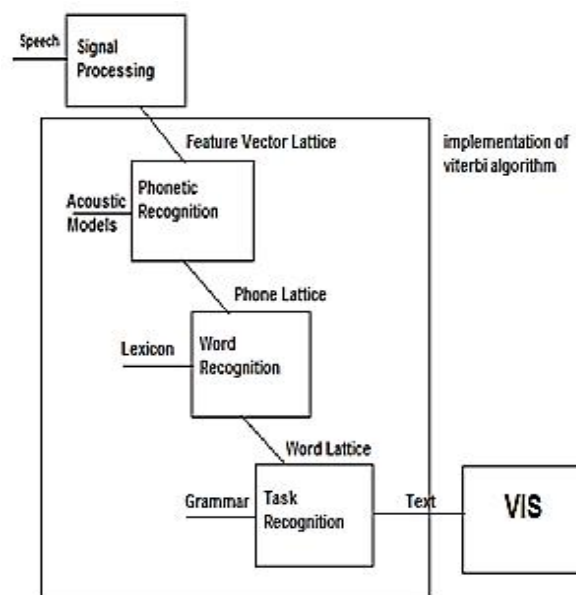 Speech
Signal
Processing
Feature Vector Lattice
implementation of
viterbi algorithm
Acoustic
Models
Phonetic
Recognition
Phone Lattice
Lexicon
Word
Recognition
Word Lattice
Grammar
Task
Recognition
Text
VIS